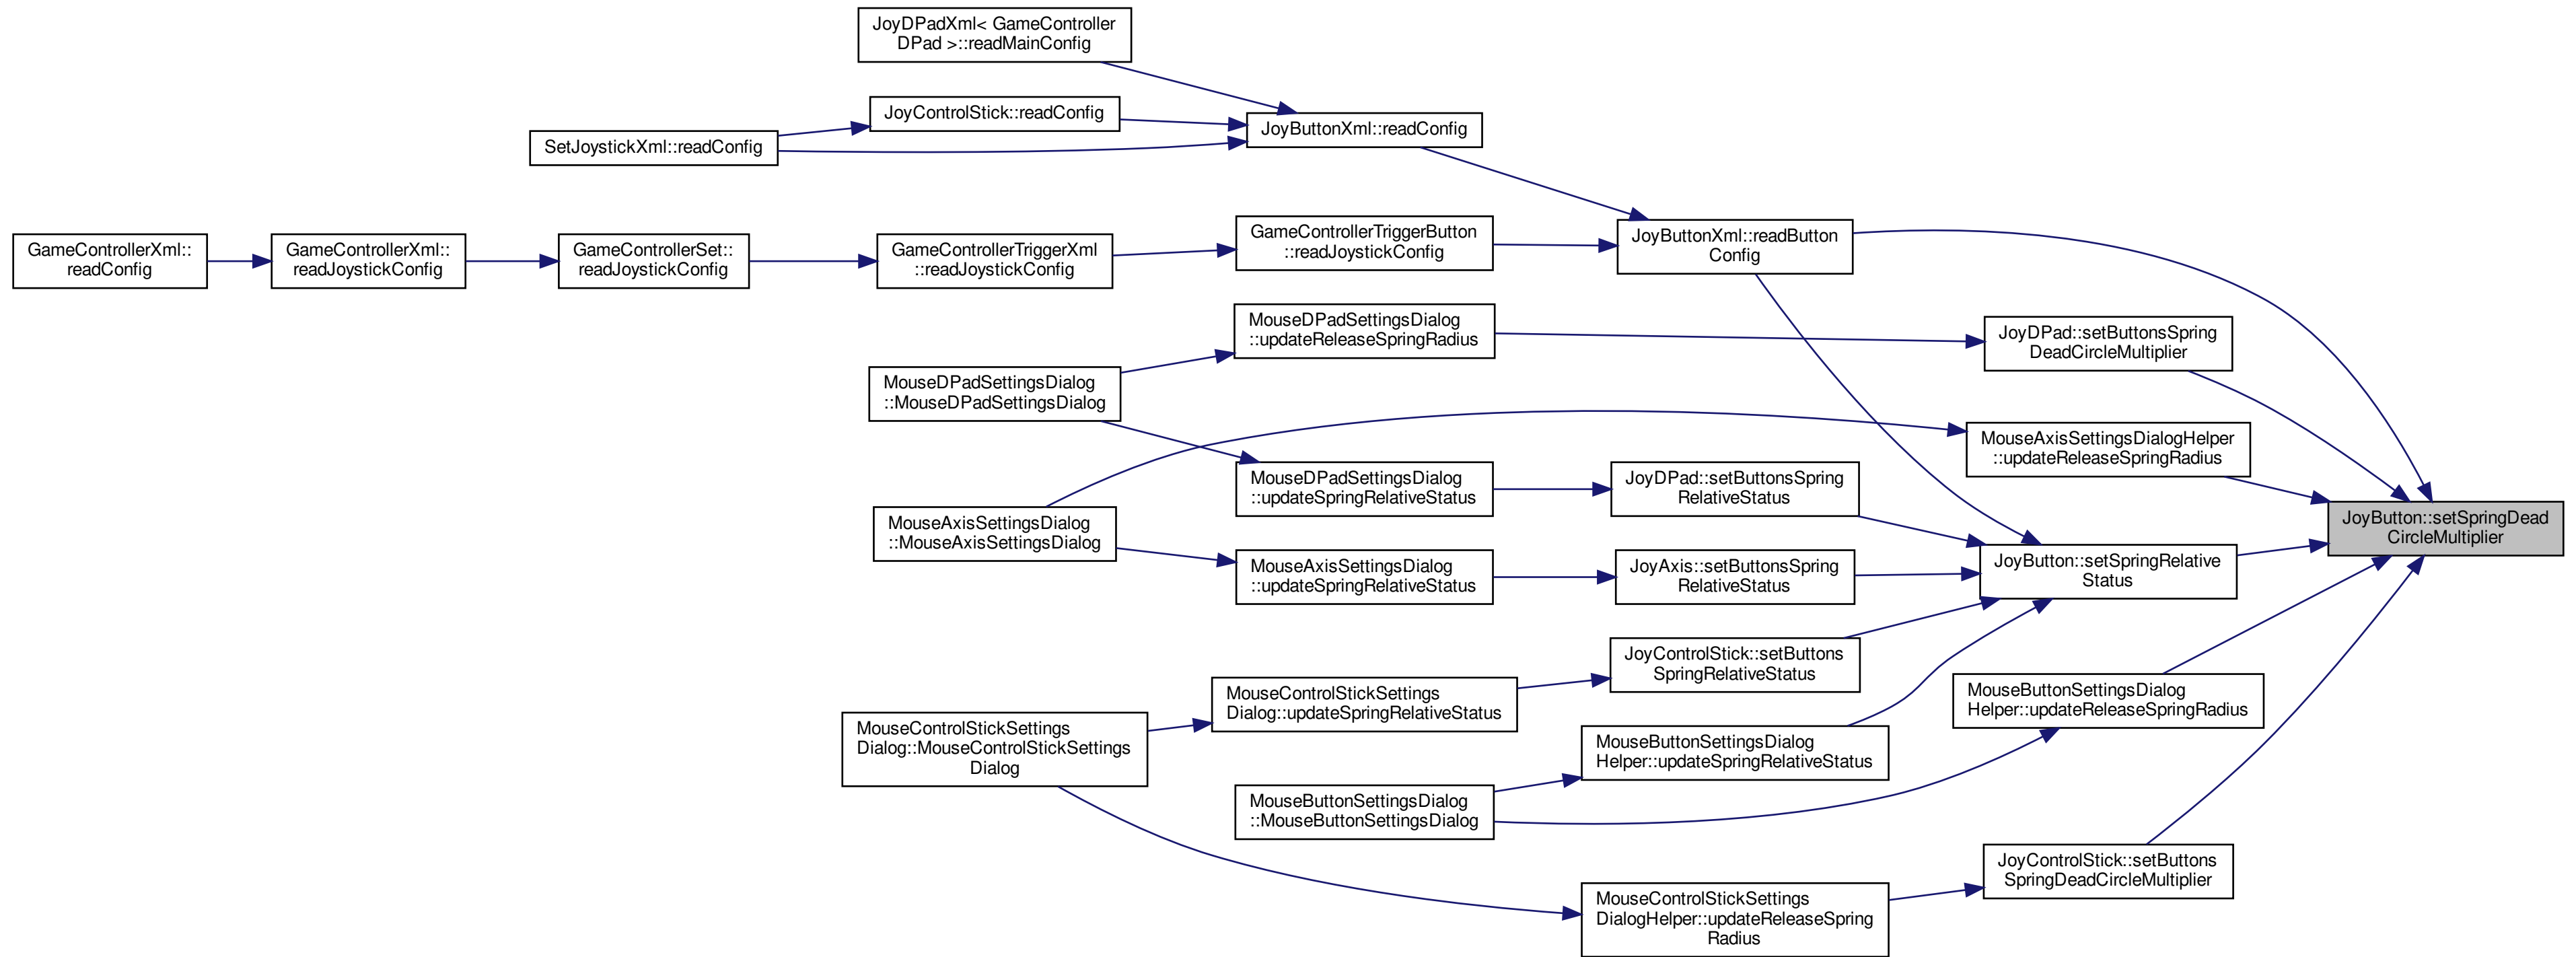 JoyDPadXml< GameController
DPad >::readMainConfig
JoyControlStick::readConfig
SetJoystickXml::readConfig
JoyButtonXml::readConfig
GameControllerXml::
readConfig
GameControllerXml::
readJoystickConfig
GameControllerSet::
readJoystickConfig
GameControllerTriggerXml
::readJoystickConfig
GameControllerTriggerButton
::readJoystickConfig
JoyButtonXml::readButton
Config
MouseDPadSettingsDialog
::updateReleaseSpringRadius
JoyDPad::setButtonsSpring
DeadCircleMultiplier
MouseDPadSettingsDialog
::MouseDPadSettingsDialog
MouseAxisSettingsDialogHelper
::updateReleaseSpringRadius
MouseDPadSettingsDialog
::updateSpringRelativeStatus
JoyDPad::setButtonsSpring
RelativeStatus
MouseAxisSettingsDialog
::MouseAxisSettingsDialog
JoyButton::setSpringDead
CircleMultiplier
MouseAxisSettingsDialog
::updateSpringRelativeStatus
JoyAxis::setButtonsSpring
RelativeStatus
JoyButton::setSpringRelative
Status
JoyControlStick::setButtons
SpringRelativeStatus
MouseControlStickSettings
Dialog::updateSpringRelativeStatus
MouseButtonSettingsDialog
Helper::updateReleaseSpringRadius
MouseControlStickSettings
Dialog::MouseControlStickSettings
Dialog
MouseButtonSettingsDialog
Helper::updateSpringRelativeStatus
MouseButtonSettingsDialog
::MouseButtonSettingsDialog
JoyControlStick::setButtons
SpringDeadCircleMultiplier
MouseControlStickSettings
DialogHelper::updateReleaseSpring
Radius